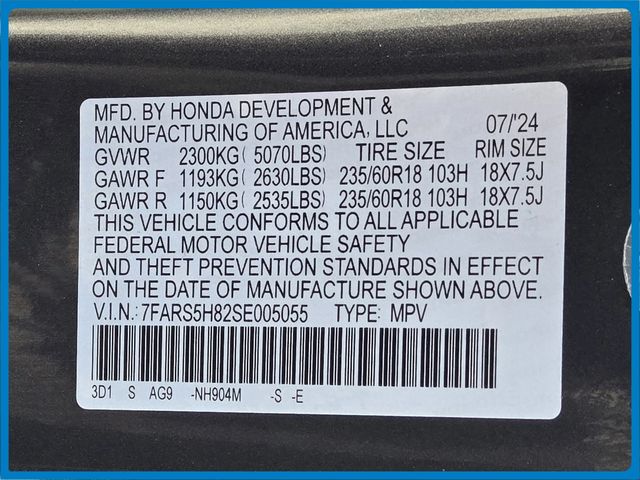 MFD. BY HONDA DEVELOPMENT &
MANUFACTURING OF AMERICA, LLC 07/'24
GVWR 2300KG( 5070LBS) TIRE SIZE RIM SIZE
GAWR F 1193KG( 2630LBS) 235/60R18 103H 18X7.5J
GAWR R 1150KG( 2535LBS) 235/60R18 103H 18X7.5J
THIS VEHICLE CONFORMS TO ALL APPLICABLE
FEDERAL MOTOR VEHICLE SAFETY
AND THEFT PREVENTION STANDARDS IN EFFECT
ON THE DATE OF MANUFACTURE SHOWN ABOVE.
V.I.N.:7FARS5H82SE005055 TYPE: MPV
3D1 S AG9 -NH904M -S -E